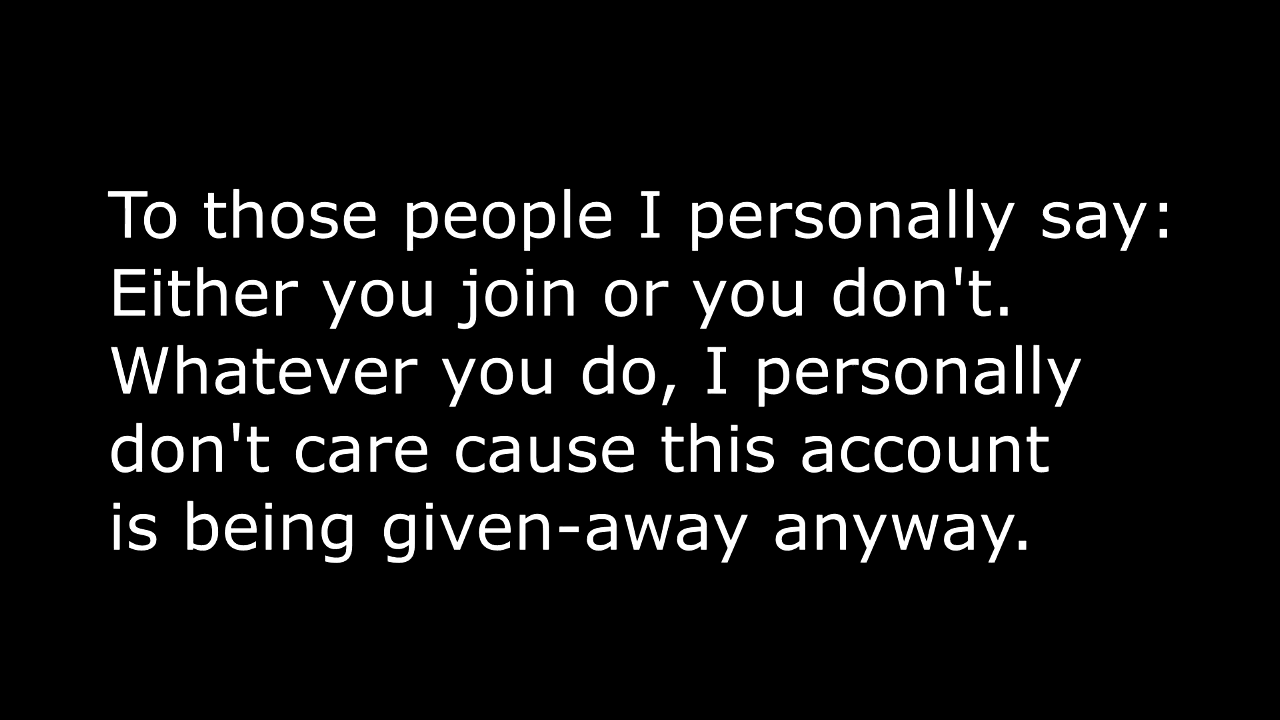 To those people I personally say:
Either you join or you don't.
Whatever you do, I personally
don't care cause this account
is being given-away anyway.